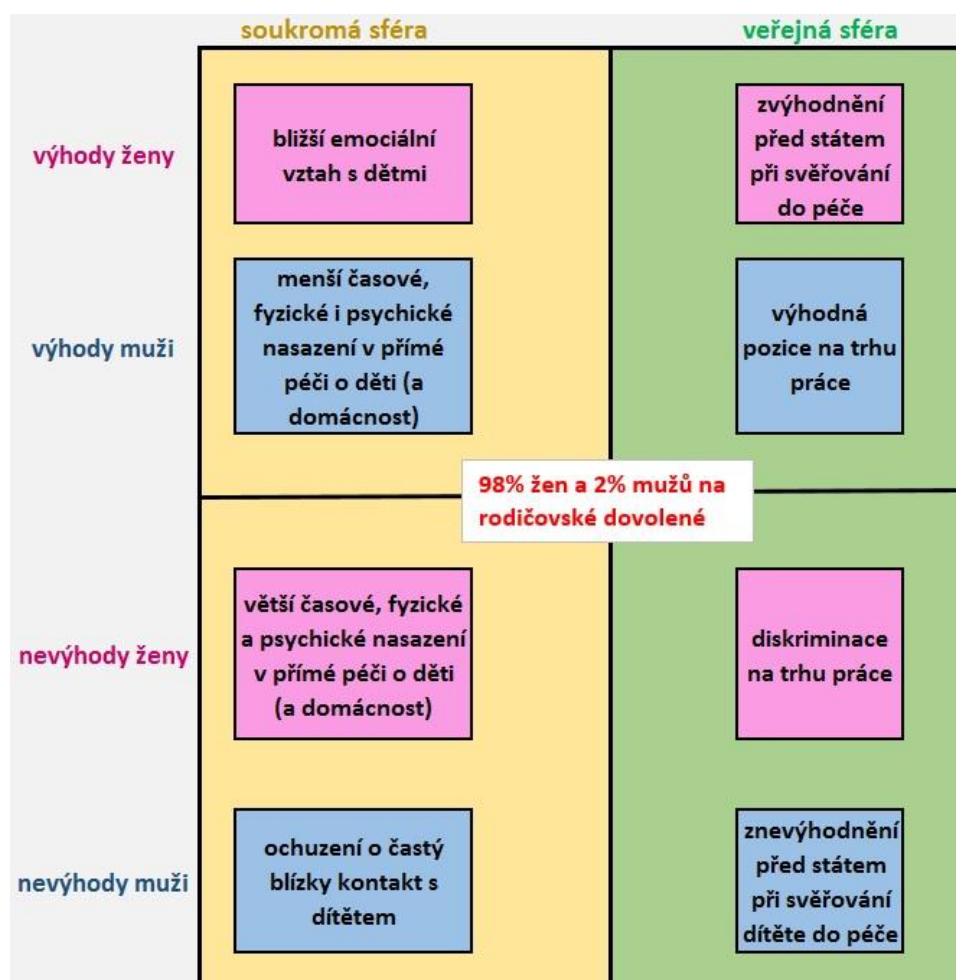 soukromá sféra
veřejná sféra
výhody ženy
bližší emociální
vztah s dětmi
zvýhodnění
před státem
při svěřování
do péče
výhody muži
menší časové,
fyzické i psychické
nasazení v přímé
péči o děti (a
domácnost)
výhodná
pozice na trhu
práce
98% žen a 2% mužů na
rodičovské dovolené
nevýhody ženy
větší časové, fyzické
a psychické nasazení
v přímé péči o děti
(a domácnost)
diskriminace
na trhu práce
nevýhody muži
ochuzení o častý
blízky kontakt s
dítětem
znevýhodnění
před státem
při svěřování
dítěte do péče